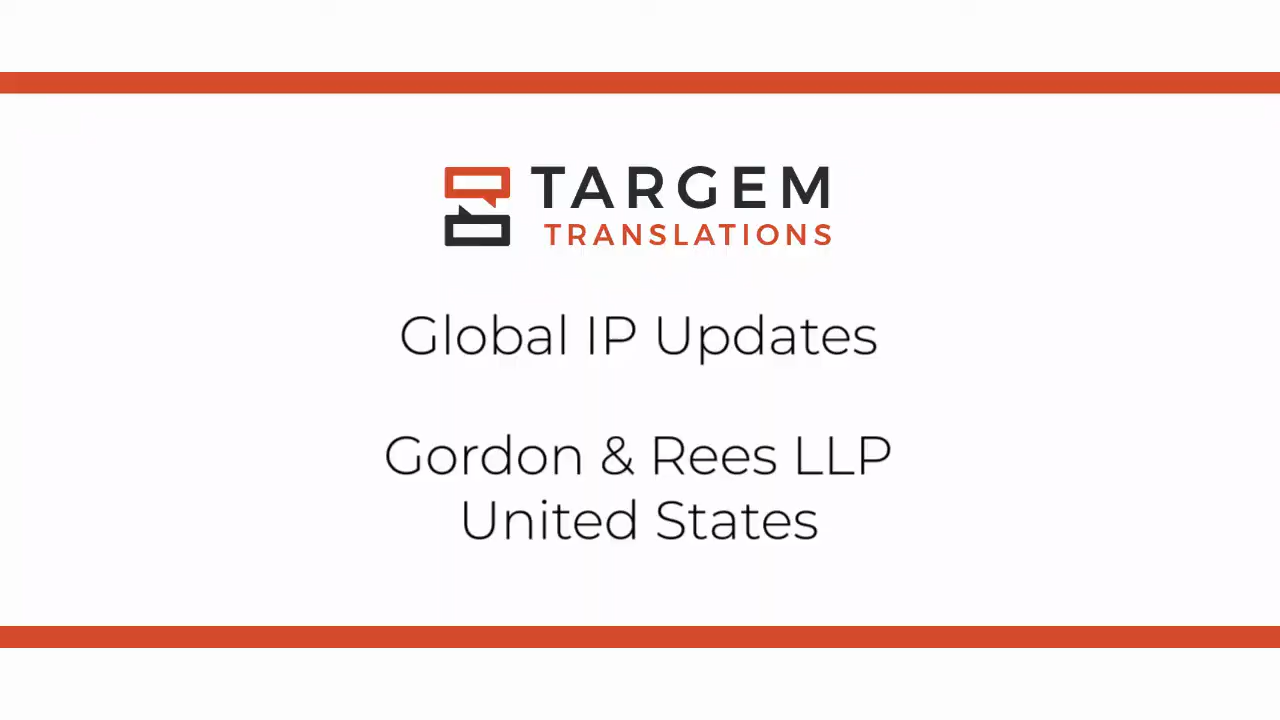 TARGEM
TRANSLATIONS
Global IP Updates
Gordon & Rees LLP
United States